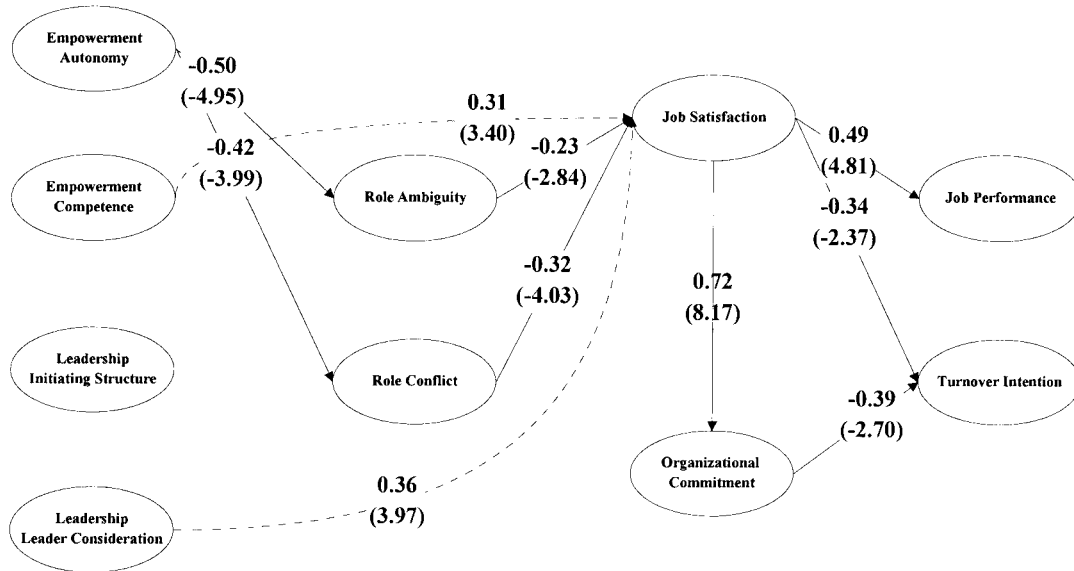 Empowerment
Autonomy
-0.50
(-4.95)
0.31
(3.40)
Job Satisfaction
0.49
(4.81)
-0.42
(-3.99)
-0.23
(-2.84)
Empowerment
Competence
Role Ambiguity
Job Performance
-0.34
(-2.37)
-0.32
(-4.03)
0.72
(8.17)
Leadership
Initiating Structure
Role Conflict
Turnover Intention
-0.39
(-2.70)
Organizational
Commitment
0.36
(3.97)
Leadership
Leader Consideration